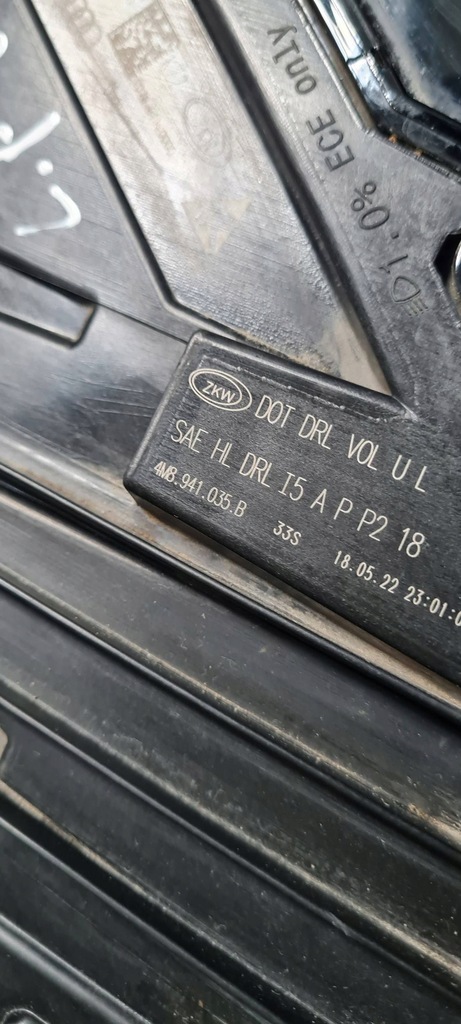 1.0% ECE only
ZKW DOT DRL VOL U L
SAE HL DRL I5 A P P2 18
4M8.941.035.B 33S 18.05.22 23:01:0